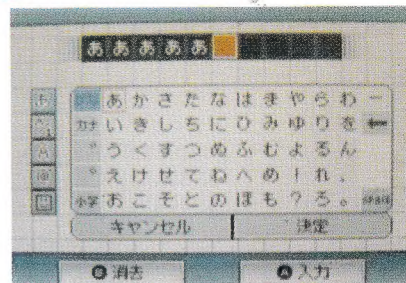 あああああ
あかさたなはまやらわー
カナ いきしちにひみゆりを←
゛うくすつぬふむよるん
゜えけせてねへめ！れ、
小字 おこそとのほも？ろ。
キャンセル 決定
B 消去 A 入力